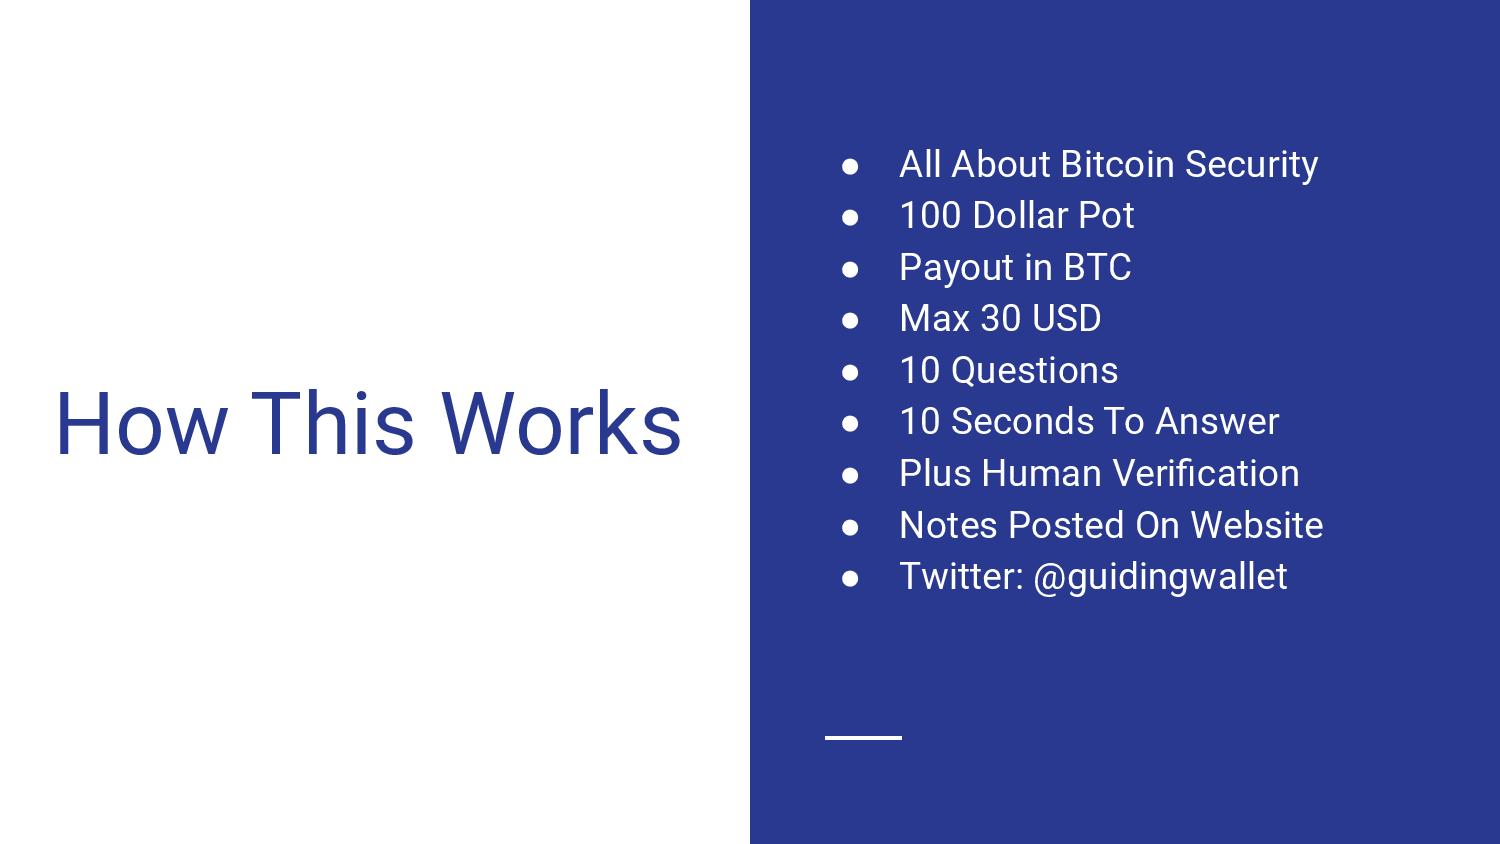 How This Works
● All About Bitcoin Security
● 100 Dollar Pot
● Payout in BTC
● Max 30 USD
● 10 Questions
● 10 Seconds To Answer
● Plus Human Verification
● Notes Posted On Website
● Twitter: @guidingwallet